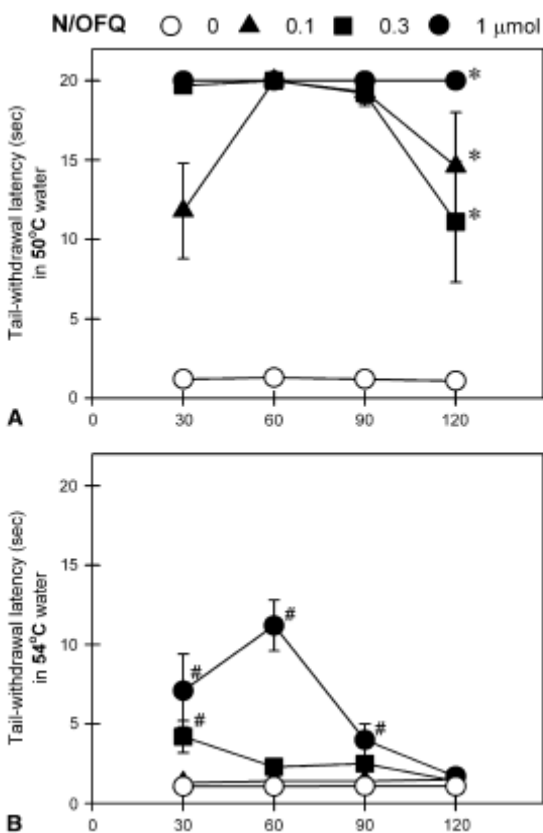 N/OFQ ○ 0 ▲ 0.1 ■ 0.3 ● 1 μmol
Tail-withdrawal latency (sec)
in 50°C water
20
15
10
5
0
*
*
*
A
0 30 60 90 120
Tail-withdrawal latency (sec)
in 54°C water
20
15
10
5
0
#
#
#
#
B
0 30 60 90 120